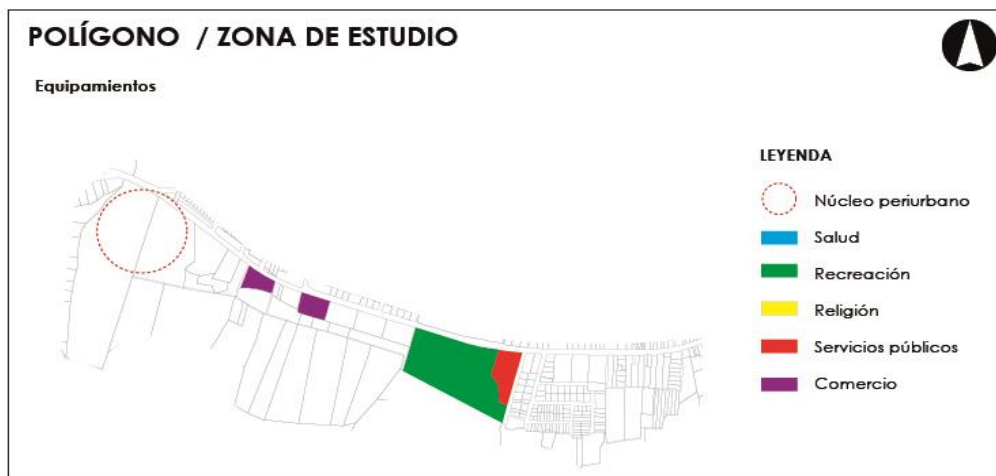 POLÍGONO / ZONA DE ESTUDIO
Equipamientos
LEYENDA
Núcleo periurbano
Salud
Recreación
Religión
Servicios públicos
Comercio